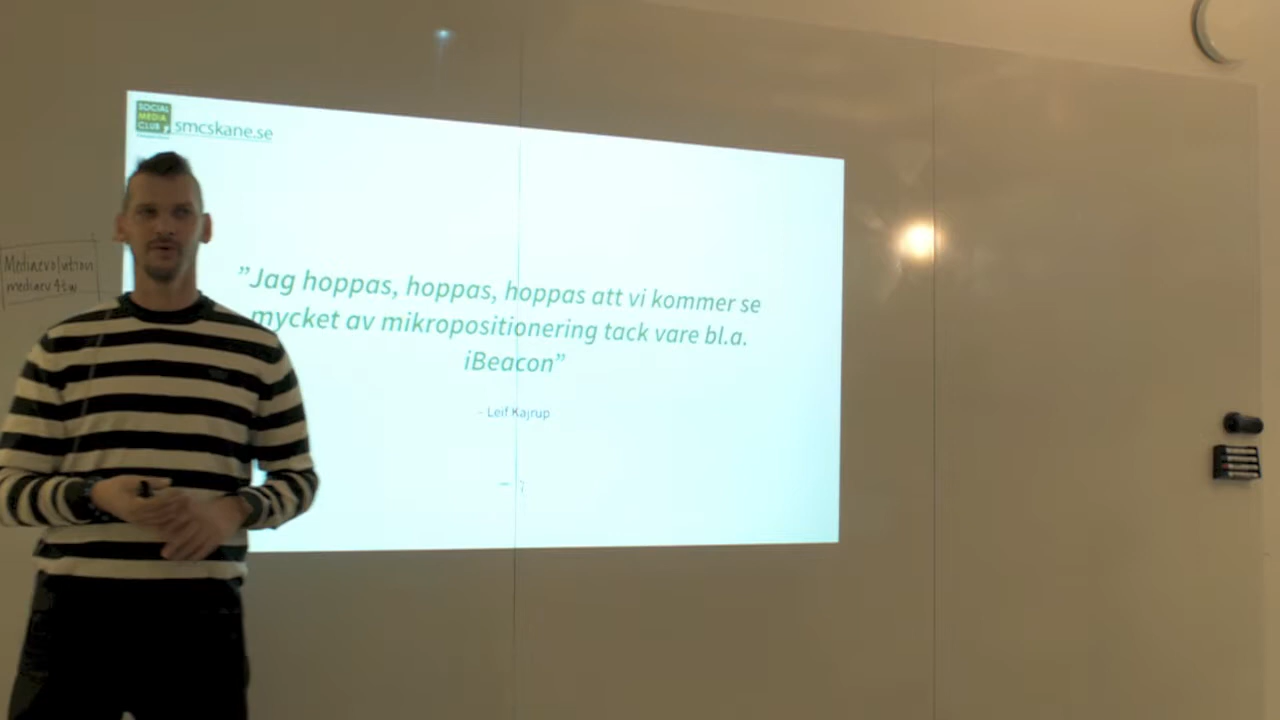 SOCIAL
MEDIA
CLUB
smcskane.se
Mediaevolution
”Jag hoppas, hoppas, hoppas att vi kommer se
mycket av mikropositionering tack vare bl.a.
iBeacon”
– Leif Kajrup